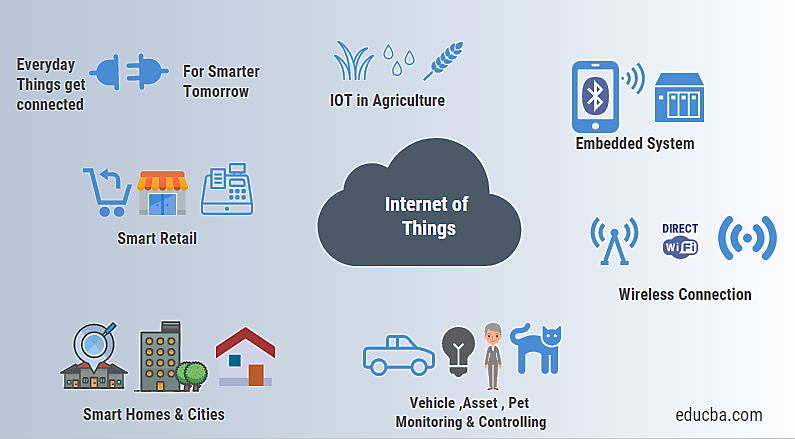 Everyday
Things get
connected
For Smarter
Tomorrow
IOT in Agriculture
Embedded System
Smart Retail
Internet of
Things
DIRECT
WiFi
Wireless Connection
Smart Homes & Cities
Vehicle ,Asset , Pet
Monitoring & Controlling
educba.com